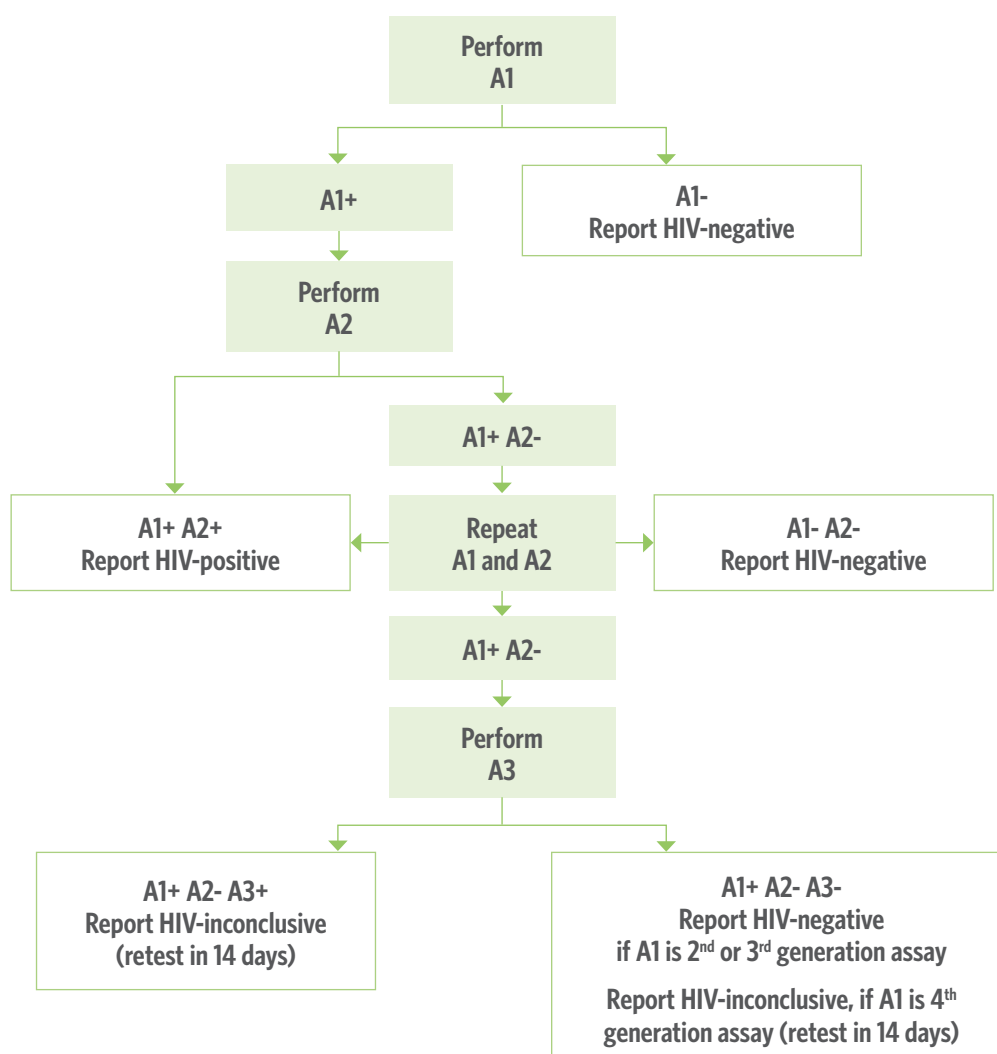 Perform
A1
A1+
A1-
Report HIV-negative
Perform
A2
A1+ A2-
A1+ A2+
Report HIV-positive
Repeat
A1 and A2
A1- A2-
Report HIV-negative
A1+ A2-
Perform
A3
A1+ A2- A3+
Report HIV-inconclusive
(retest in 14 days)
A1+ A2- A3-
Report HIV-negative
if A1 is 2nd or 3rd generation assay
Report HIV-inconclusive, if A1 is 4th
generation assay (retest in 14 days)